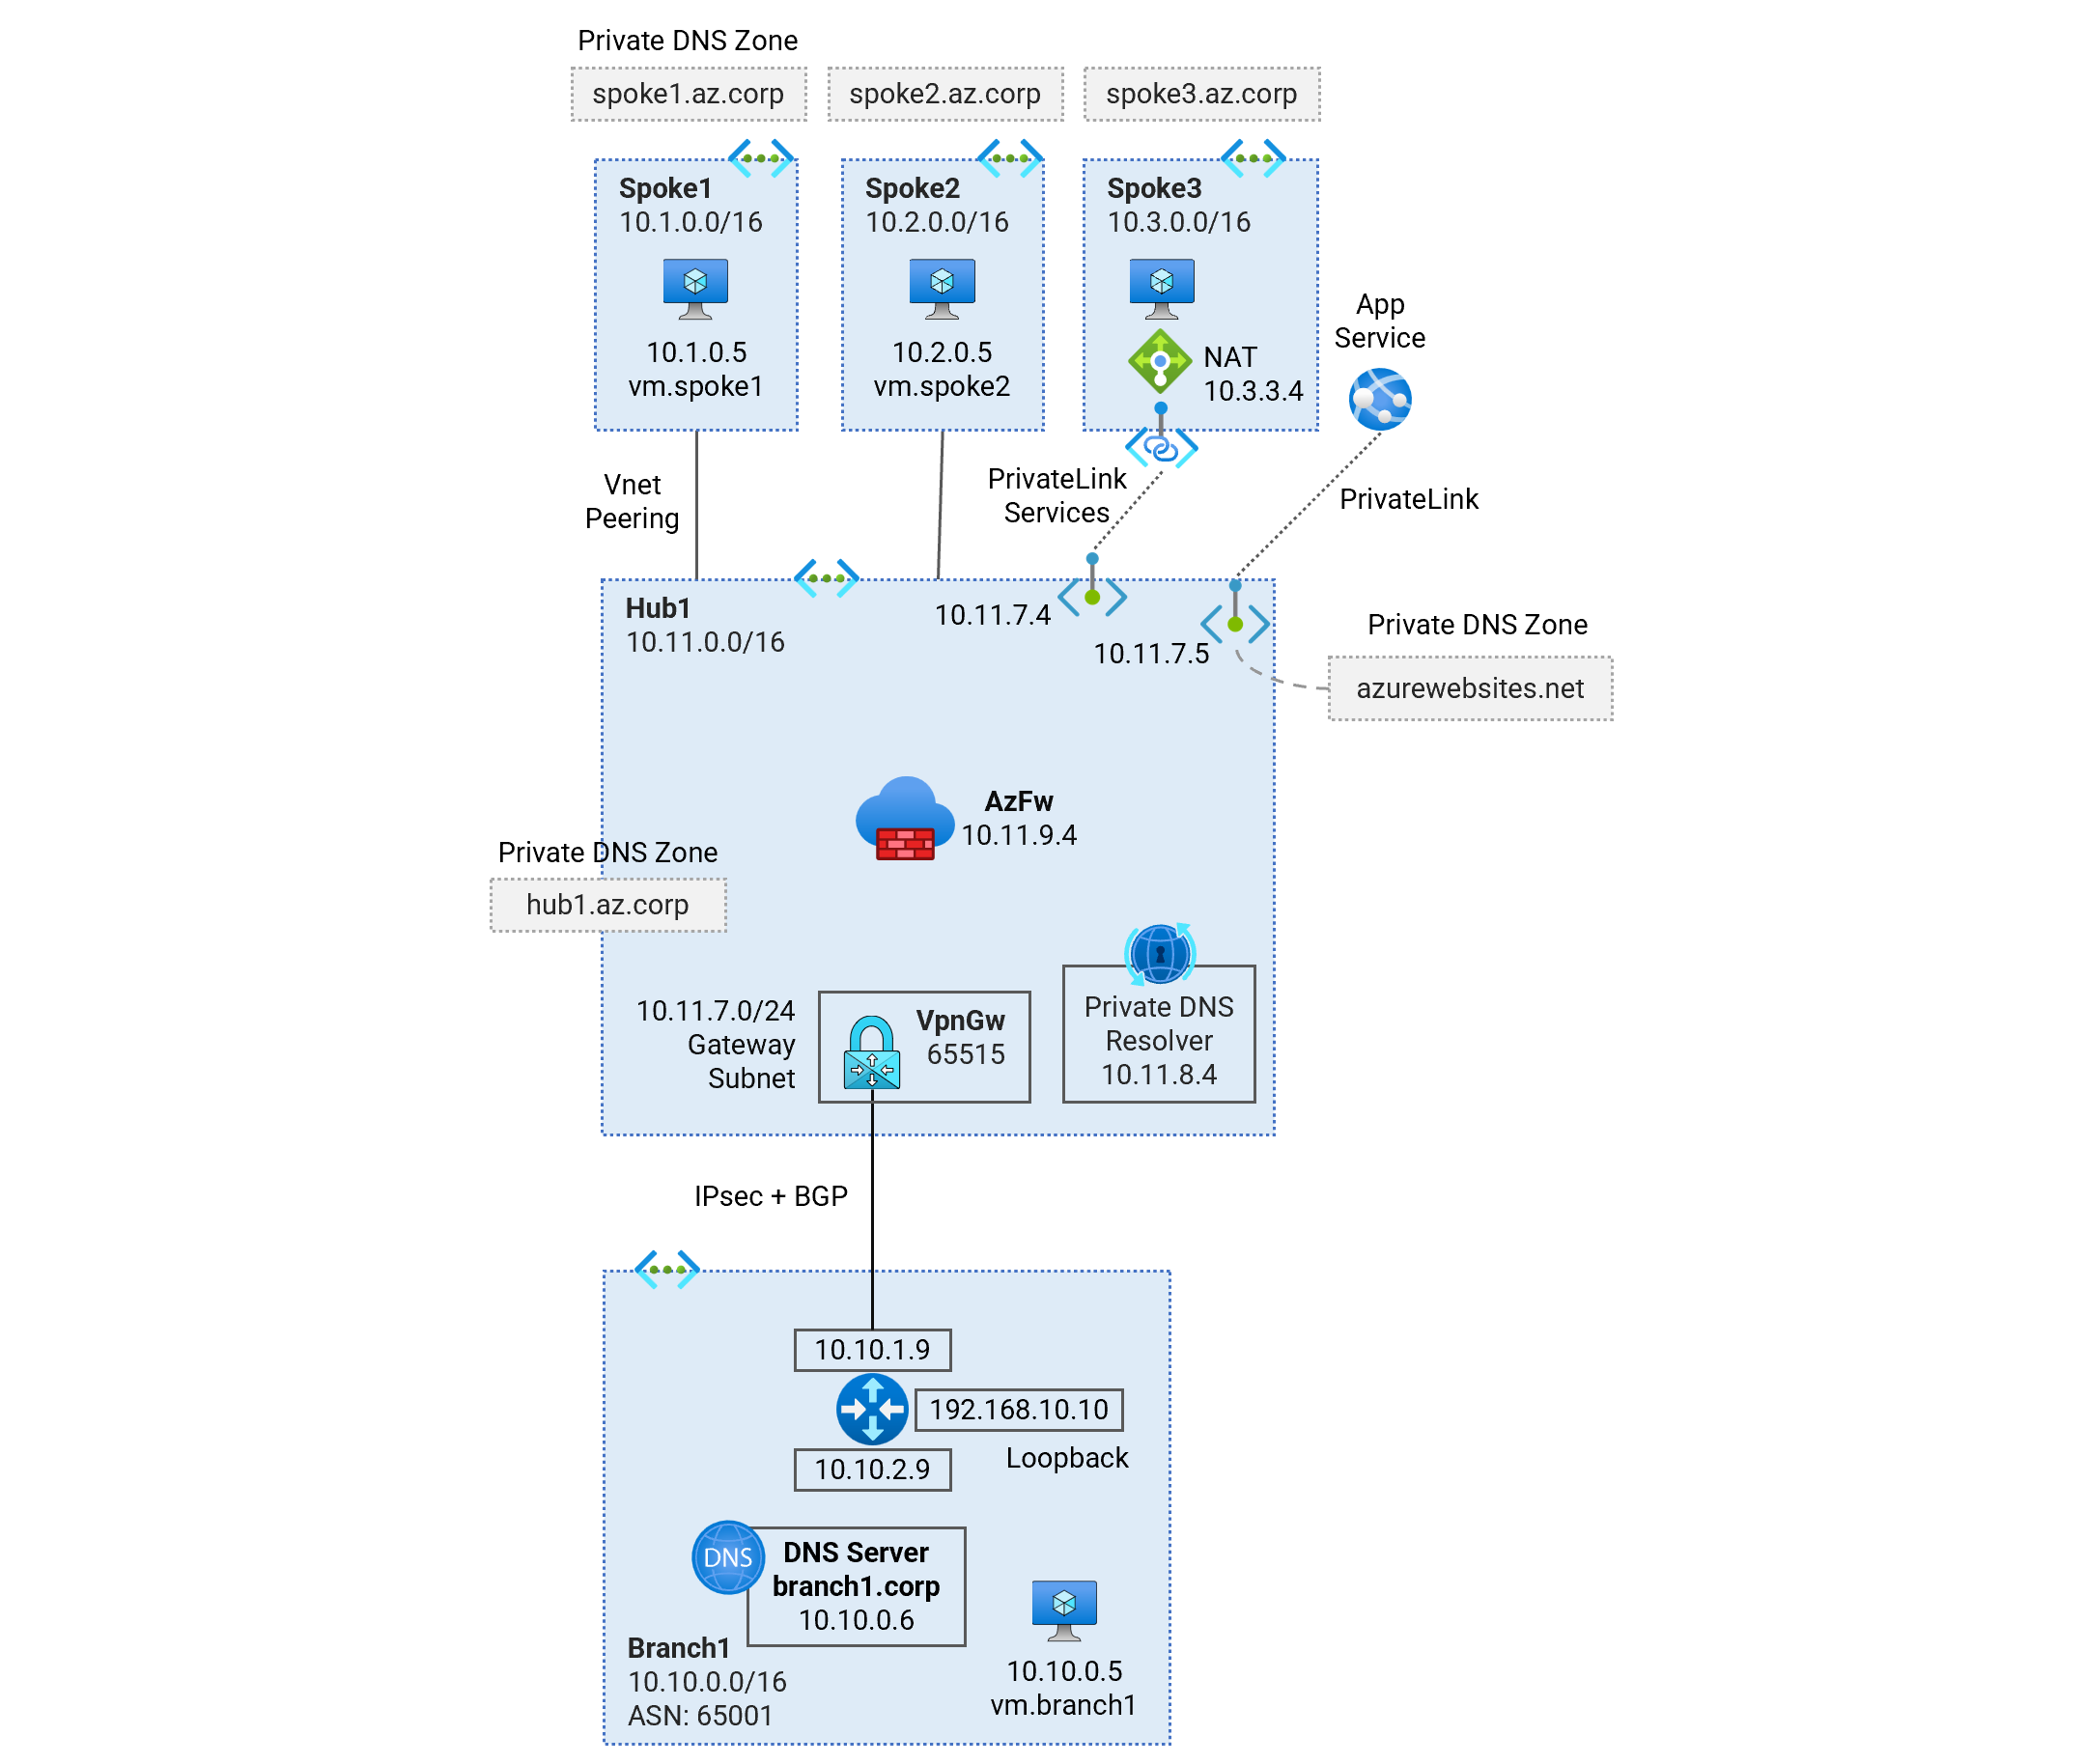 Private DNS Zone
spoke1.az.corp
spoke2.az.corp
spoke3.az.corp
Spoke1
10.1.0.0/16
10.1.0.5
vm.spoke1
Spoke2
10.2.0.0/16
10.2.0.5
vm.spoke2
Spoke3
10.3.0.0/16
NAT
10.3.3.4
App
Service
Vnet
Peering
PrivateLink
Services
PrivateLink
Hub1
10.11.0.0/16
10.11.7.4
10.11.7.5
Private DNS Zone
azurewebsites.net
AzFw
10.11.9.4
Private DNS Zone
hub1.az.corp
10.11.7.0/24
Gateway
Subnet
VpnGw
65515
Private DNS
Resolver
10.11.8.4
IPsec + BGP
10.10.1.9
192.168.10.10
Loopback
10.10.2.9
DNS
DNS Server
branch1.corp
10.10.0.6
Branch1
10.10.0.0/16
ASN: 65001
10.10.0.5
vm.branch1